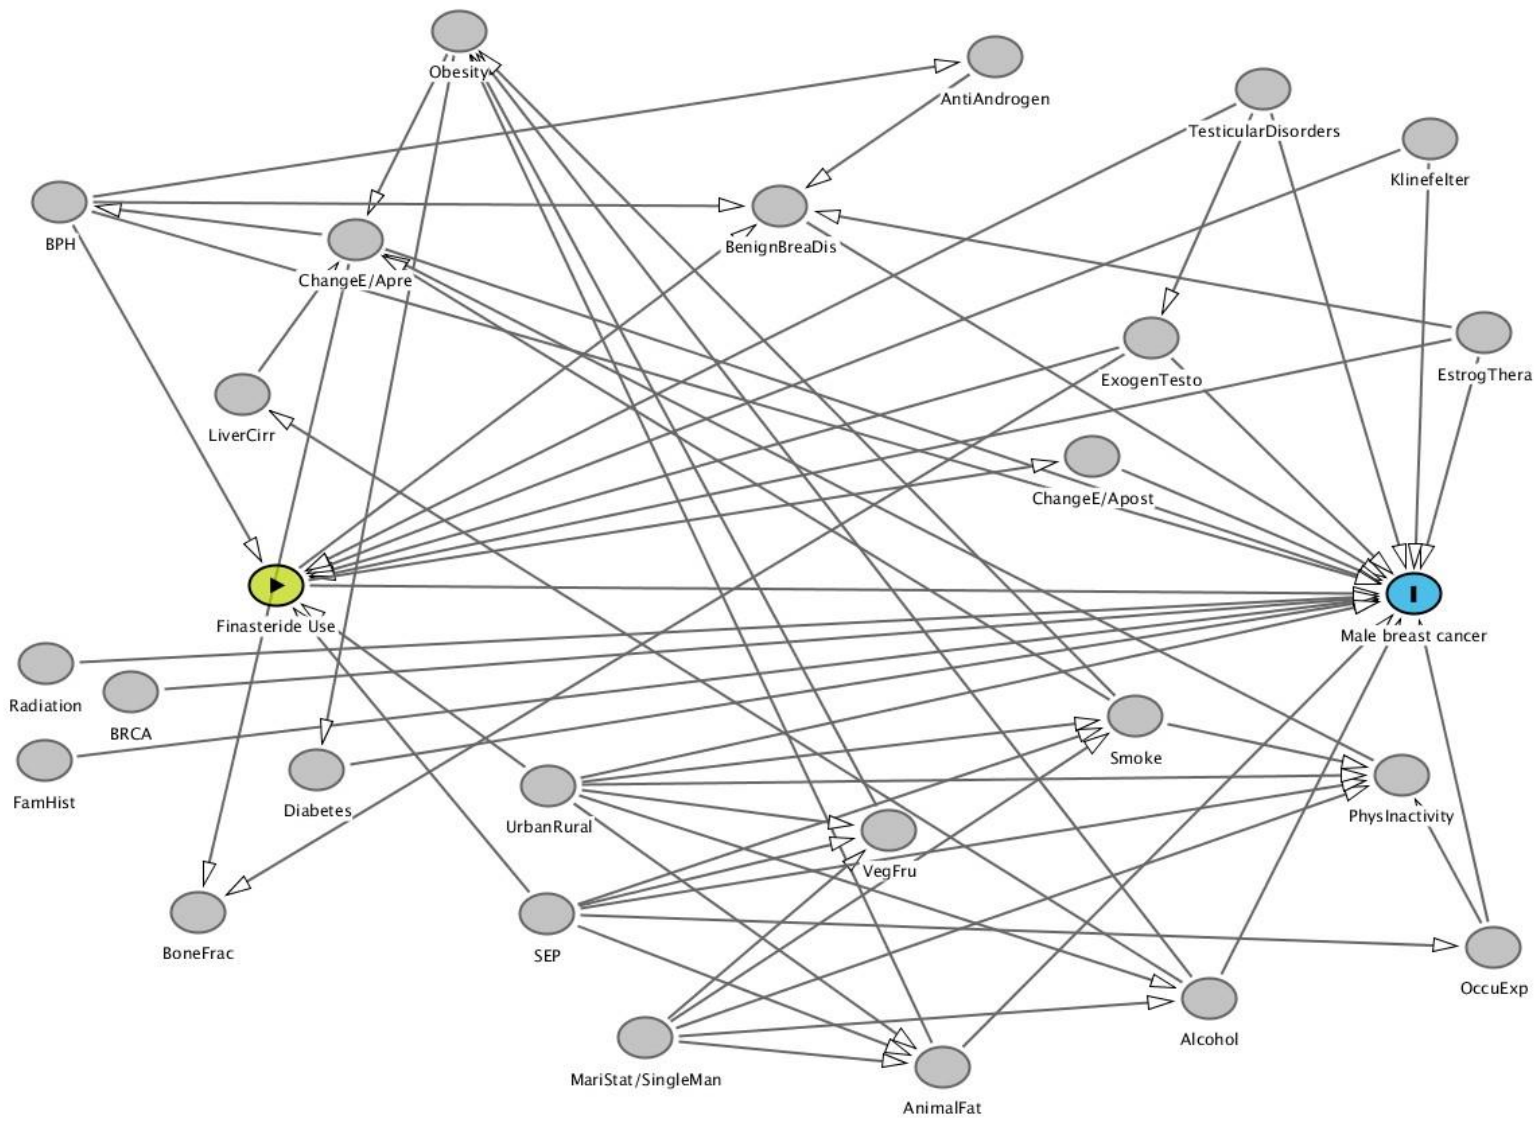 Obesity
AntiAndrogen
TesticularDisorders
Klinefelter
BPH
BenignBreaDis
ChangeE/Apre
ExogenTesto
EstrogThera
LiverCirr
ChangeE/Apost
Finasteride Use
Male breast cancer
Radiation
BRCA
Smoke
FamHist
Diabetes
UrbanRural
PhysInactivity
VegFru
BoneFrac
SEP
OccuExp
Alcohol
MariStat/SingleMan
AnimalFat